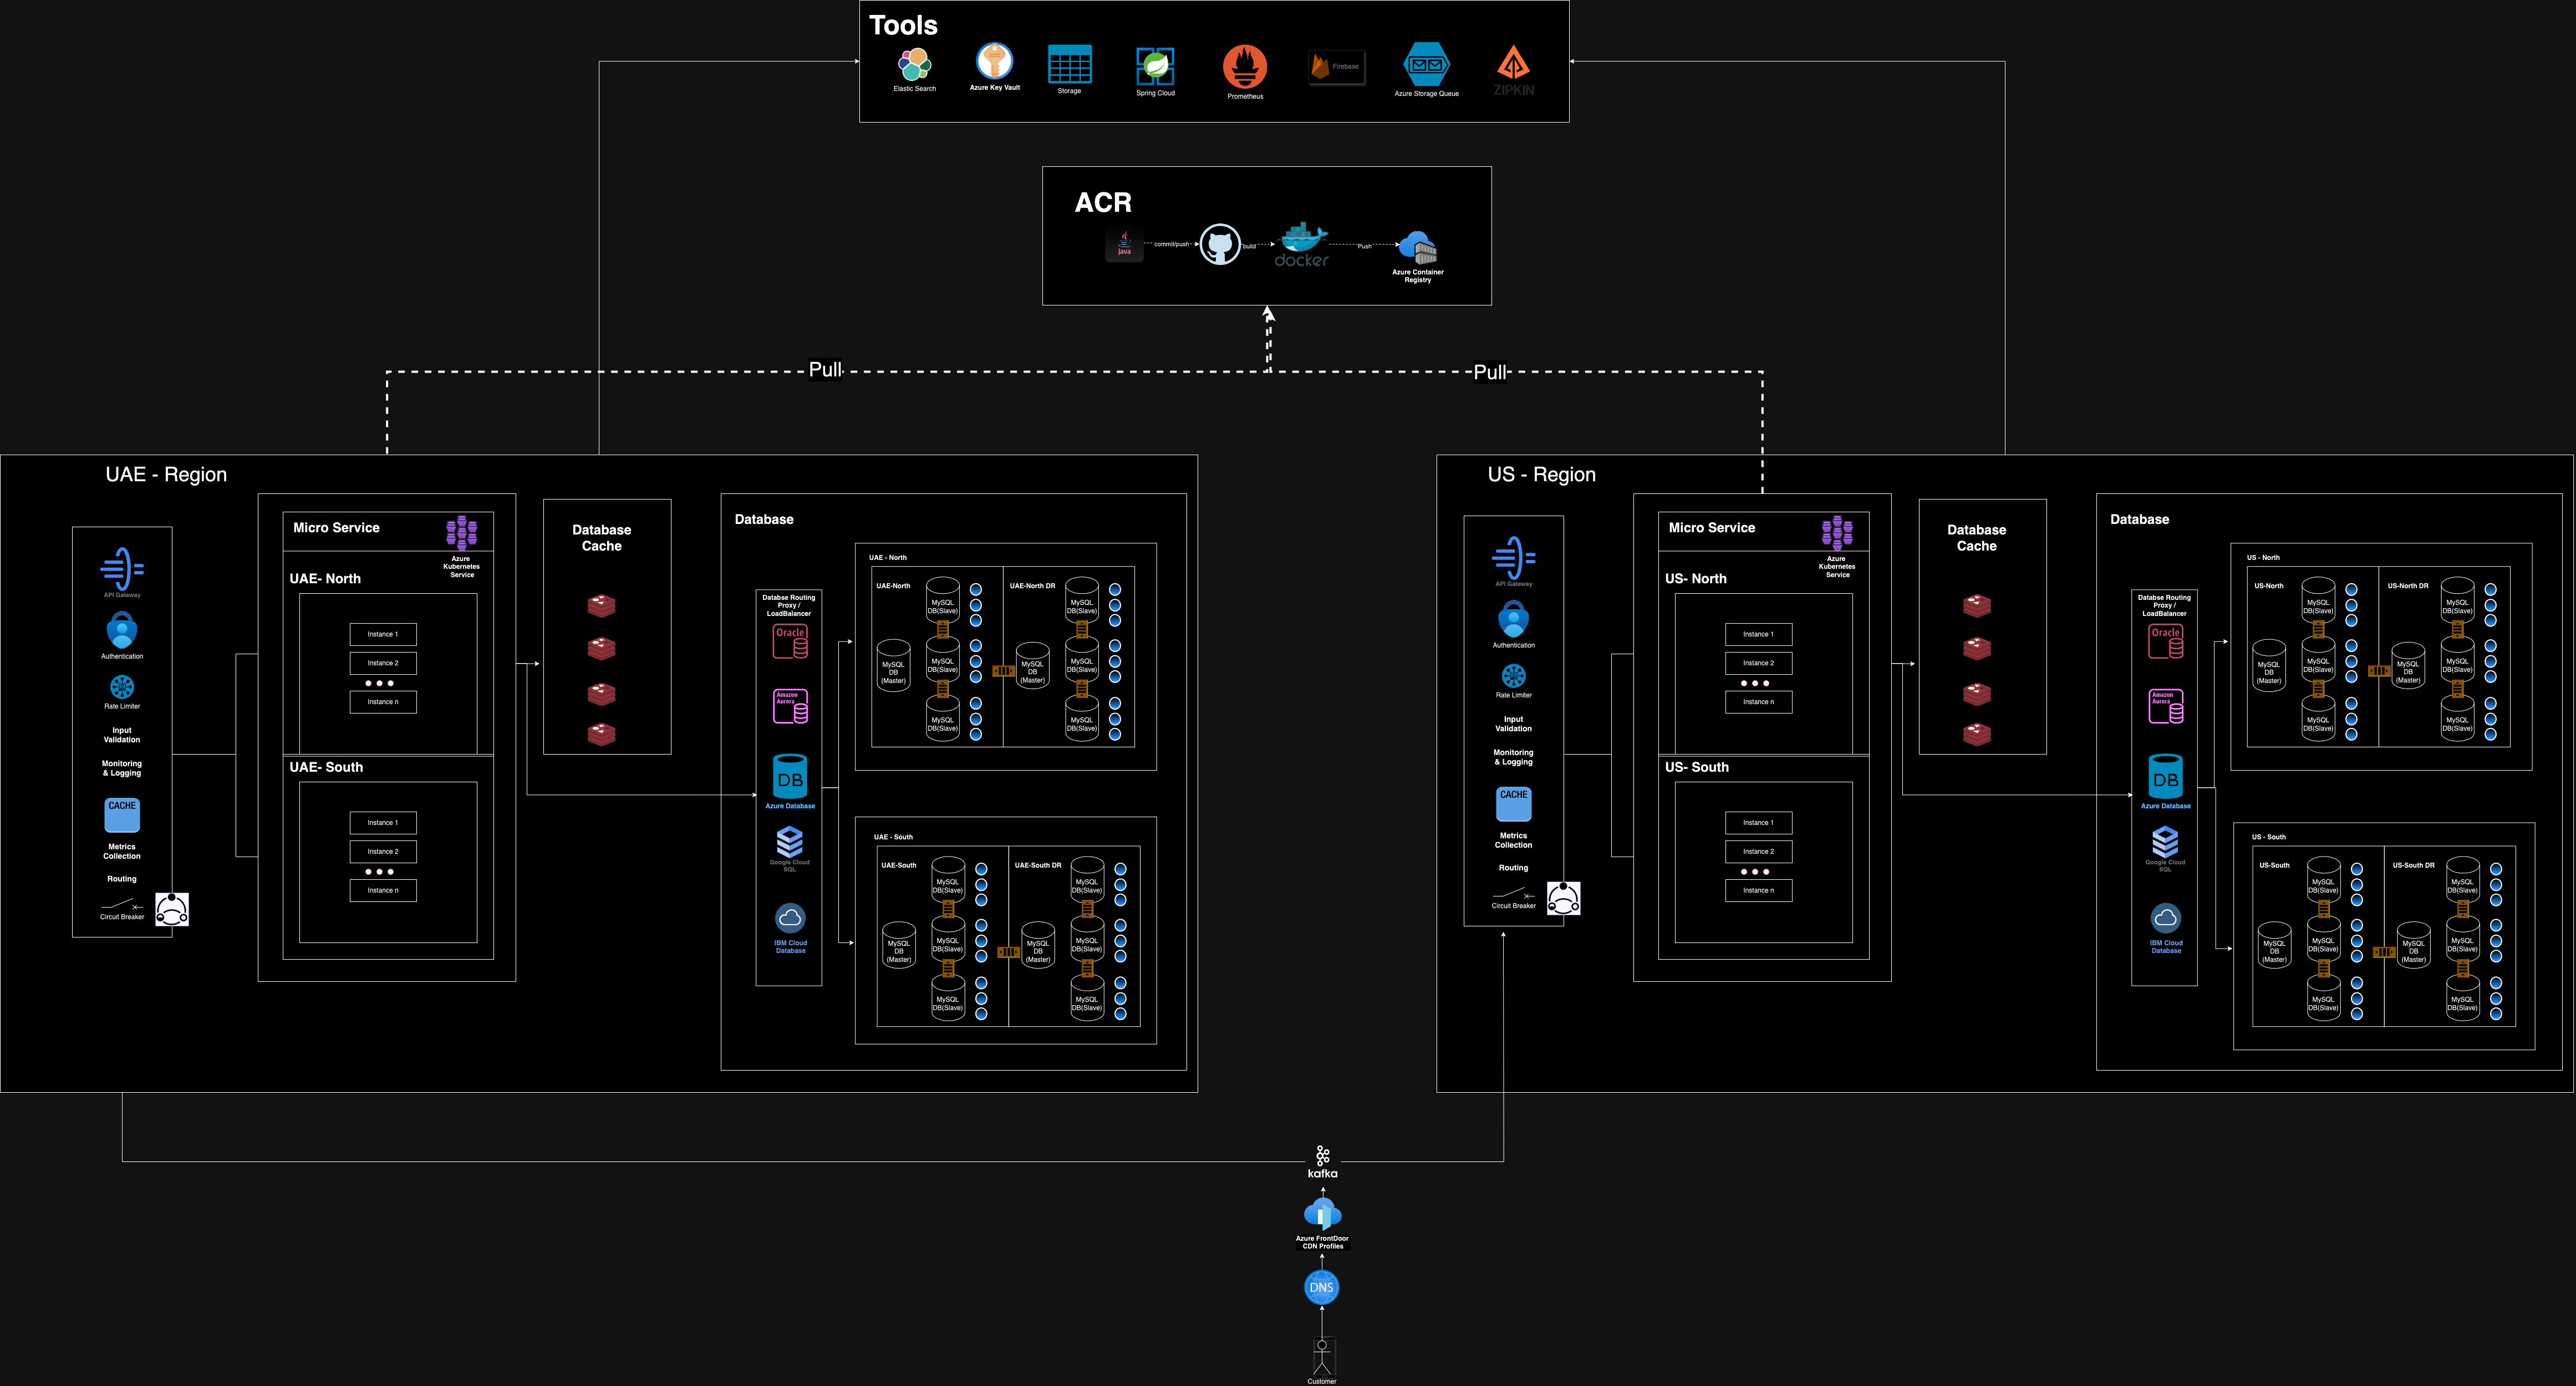 Tools
Elastic Search
Azure Key Vault
Storage
Spring Cloud
Prometheus
Firebase
Azure Storage Queue
ZIPKIN
ACR
Java
commit/push
build
docker
Push
Azure Container
Registry
Pull
Pull
UAE - Region
API Gateway
Authentication
Rate Limiter
Input
Validation
Monitoring
& Logging
CACHE
Metrics
Collection
Routing
Circuit Breaker
Micro Service
Azure
Kubernetes
Service
UAE- North
Instance 1
Instance 2
Instance n
UAE- South
Instance 1
Instance 2
Instance n
Database
Cache
Database
Databse Routing
Proxy /
LoadBalancer
Oracle
Amazon
Aurora
DB
Azure Database
Google Cloud
SQL
IBM Cloud
Database
UAE - North
UAE-North
MySQL
DB
(Master)
MySQL
DB(Slave)
MySQL
DB(Slave)
MySQL
DB(Slave)
UAE-North DR
MySQL
DB
(Master)
MySQL
DB(Slave)
MySQL
DB(Slave)
MySQL
DB(Slave)
UAE - South
UAE-South
MySQL
DB
(Master)
MySQL
DB(Slave)
MySQL
DB(Slave)
MySQL
DB(Slave)
UAE-South DR
MySQL
DB
(Master)
MySQL
DB(Slave)
MySQL
DB(Slave)
MySQL
DB(Slave)
US - Region
API Gateway
Authentication
Rate Limiter
Input
Validation
Monitoring
& Logging
CACHE
Metrics
Collection
Routing
Circuit Breaker
Micro Service
Azure
Kubernetes
Service
US- North
Instance 1
Instance 2
Instance n
US- South
Instance 1
Instance 2
Instance n
Database
Cache
Database
Databse Routing
Proxy /
LoadBalancer
Oracle
Amazon
Aurora
DB
Azure Database
Google Cloud
SQL
IBM Cloud
Database
US - North
US-North
MySQL
DB
(Master)
MySQL
DB(Slave)
MySQL
DB(Slave)
MySQL
DB(Slave)
US-North DR
MySQL
DB
(Master)
MySQL
DB(Slave)
MySQL
DB(Slave)
MySQL
DB(Slave)
US - South
US-South
MySQL
DB
(Master)
MySQL
DB(Slave)
MySQL
DB(Slave)
MySQL
DB(Slave)
US-South DR
MySQL
DB
(Master)
MySQL
DB(Slave)
MySQL
DB(Slave)
MySQL
DB(Slave)
kafka
Azure FrontDoor
CDN Profiles
DNS
Customer